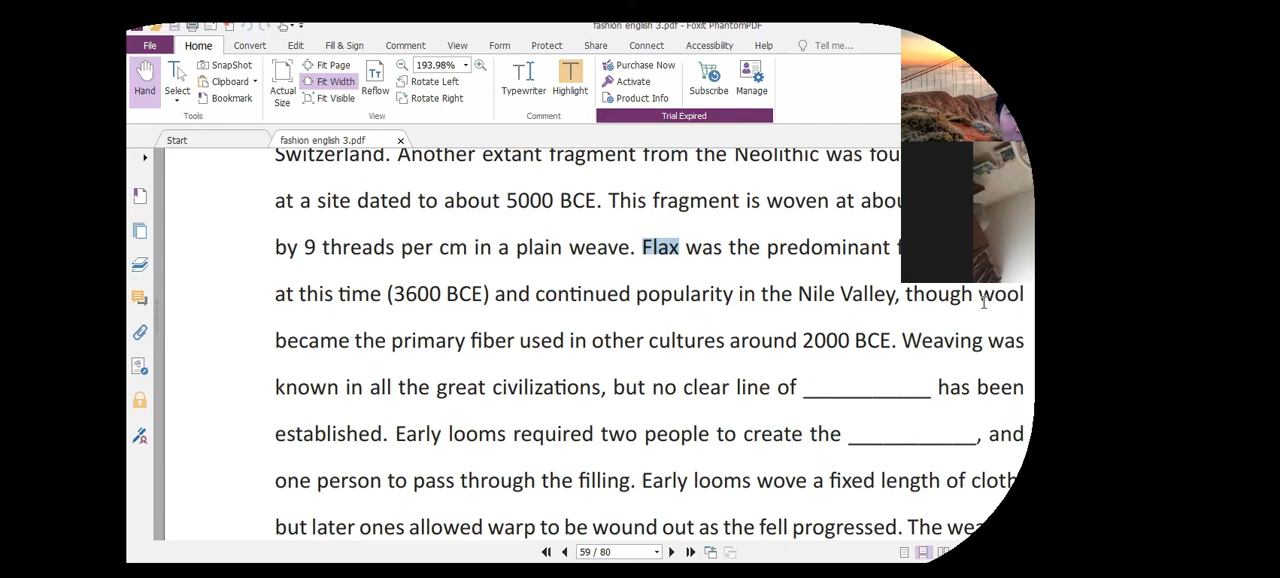 fashion english 3.pdf - Foxit PhantomPDF
File Home Convert Edit Fill & Sign Comment View Form Protect Share Connect Accessibility Help Tell me...
Hand
Select
SnapShot
Clipboard
Bookmark
Tools
Actual Size
Fit Page
Fit Width
Fit Visible
Reflow
193.98%
Rotate Left
Rotate Right
View
Typewriter
Highlight
Comment
Purchase Now
Activate
Product Info
Trial Expired
Subscribe
Manage
Start
fashion english 3.pdf
Switzerland. Another extant fragment from the Neolithic was
at a site dated to about 5000 BCE. This fragment is woven at
by 9 threads per cm in a plain weave. Flax was the predominant
at this time (3600 BCE) and continued popularity in the Nile Valley, though wool
became the primary fiber used in other cultures around 2000 BCE. Weaving was
known in all the great civilizations, but no clear line of ___________ has been
established. Early looms required two people to create the ___________, and
one person to pass through the filling. Early looms wove a fixed length of cloth
but later ones allowed warp to be wound out as the fell progressed. The
59 / 80